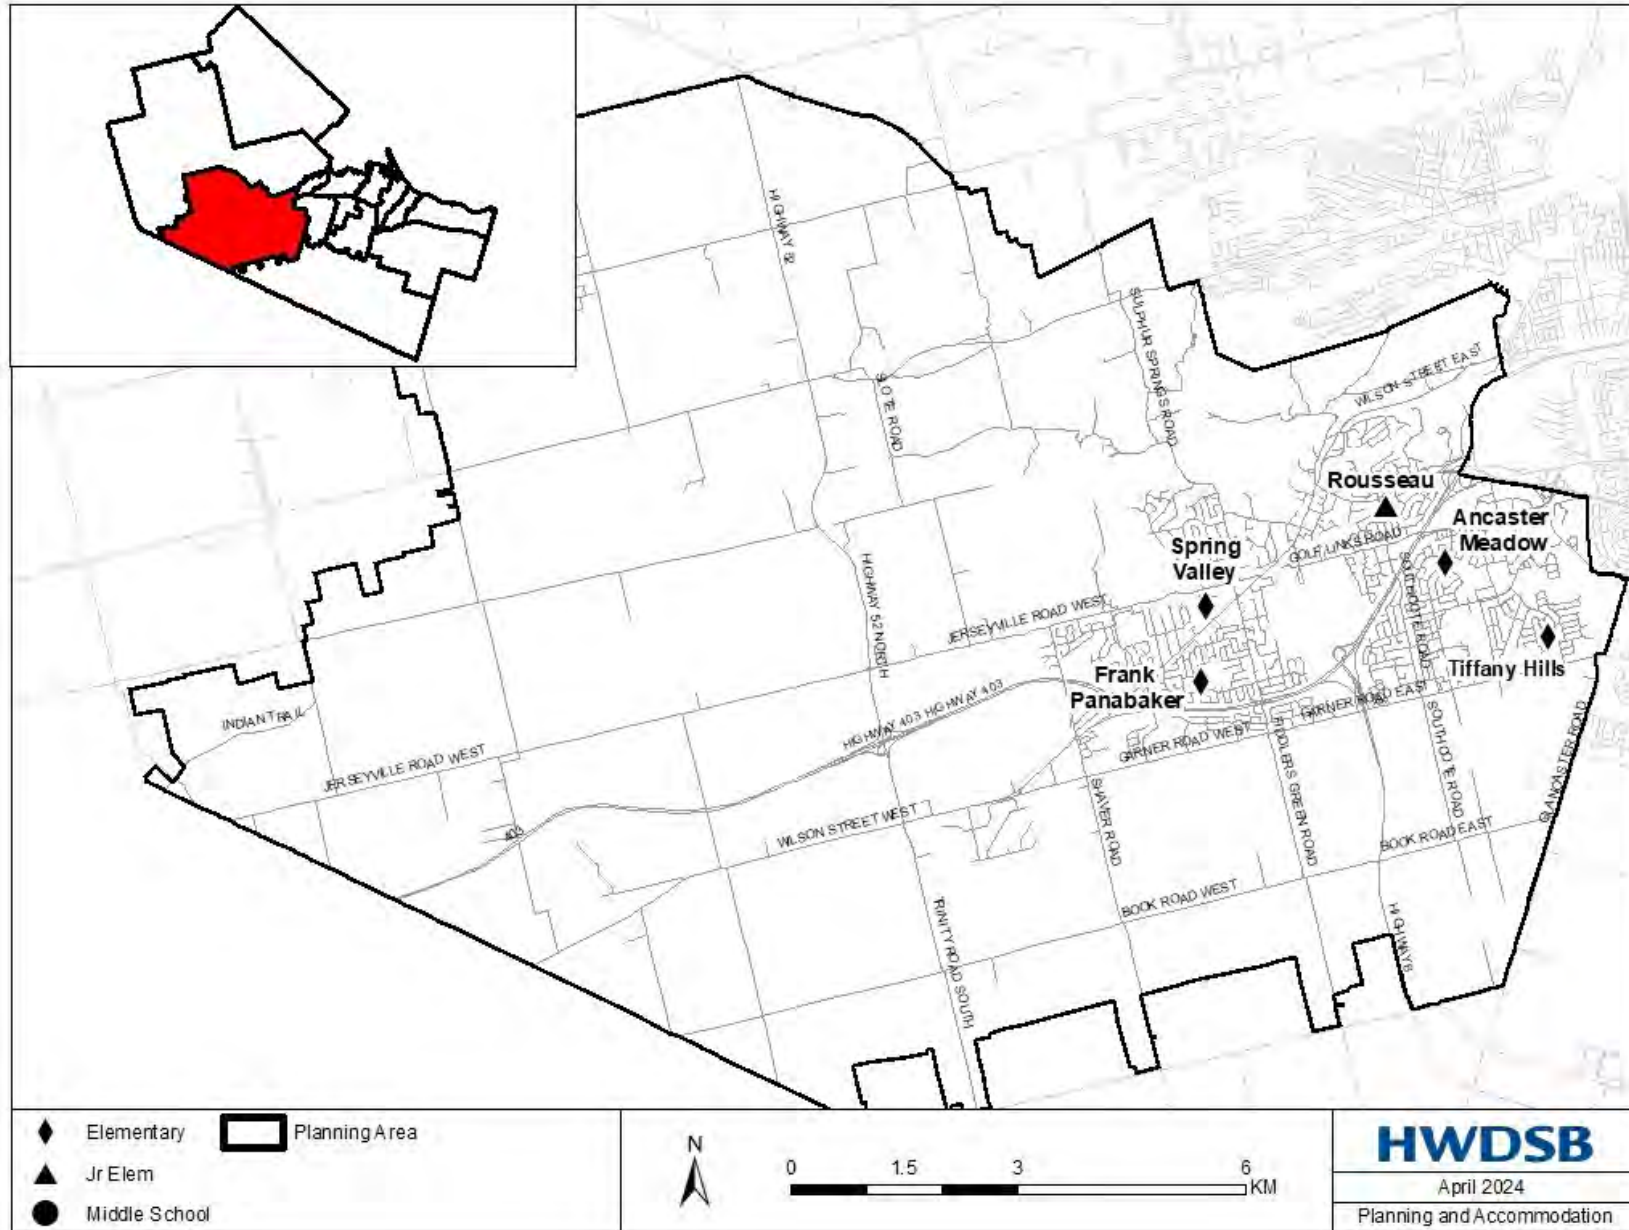 HIGHWAY 52
SULPHUR SPRINGS ROAD
WILSON STREET EAST
SLOTE ROAD
Rousseau
Ancaster
Meadow
GOLF LINKS ROAD
Spring
Valley
SOUTHCOTE ROAD
HIGHWAY 52 NORTH
JERSEYVILLE ROAD WEST
Tiffany Hills
Frank
Panabaker
HIGHWAY 403
HIGHWAY 403
GARNER ROAD EAST
INDIAN TRAIL
GARNER ROAD WEST
JERSEYVILLE ROAD WEST
SOUTHCOTE ROAD
GLANCASTER ROAD
FIDDLERS GREEN ROAD
SHAVER ROAD
403
WILSON STREET WEST
BOOK ROAD EAST
BOOK ROAD WEST
TRINITY ROAD SOUTH
HIGHWAY 6
Elementary
Planning Area
Jr Elem
Middle School
N
0 1.5 3 6
KM
HWDSB
April 2024
Planning and Accommodation